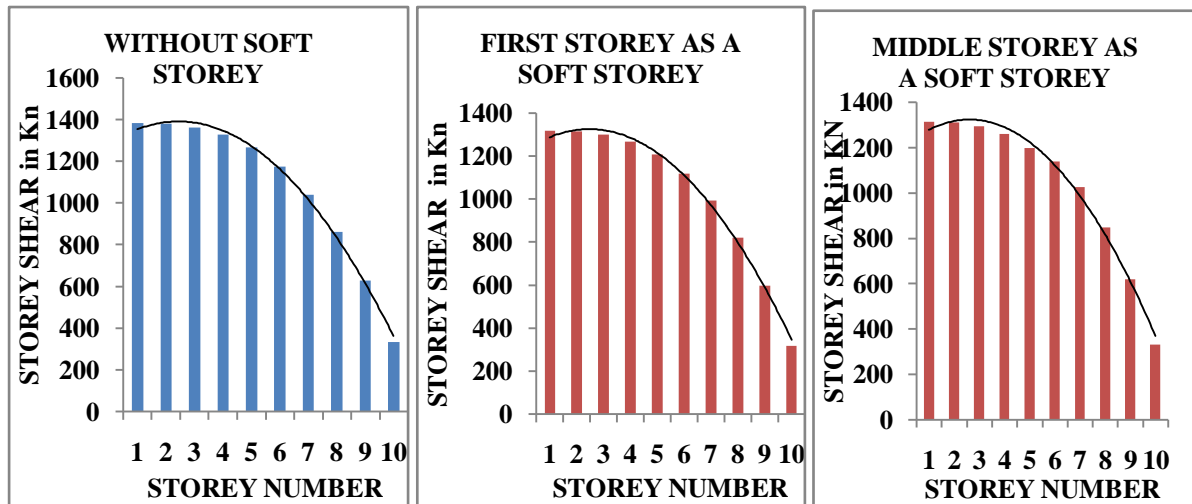 WITHOUT SOFT
STOREY
STOREY SHEAR in Kn
1600
1400
1200
1000
800
600
400
200
0
1 2 3 4 5 6 7 8 9 10
STOREY NUMBER
FIRST STOREY AS A
SOFT STOREY
STOREY SHEAR in Kn
1400
1200
1000
800
600
400
200
0
1 2 3 4 5 6 7 8 9 10
STOREY NUMBER
MIDDLE STOREY AS
A SOFT STOREY
STOREY SHEAR in KN
1400
1200
1000
800
600
400
200
0
1 2 3 4 5 6 7 8 9 10
STOREY NUMBER